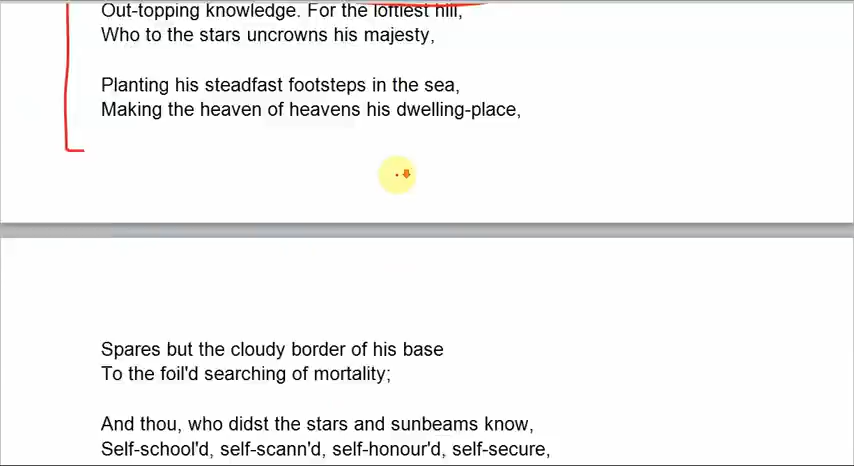 Out-topping knowledge. For the loftiest hill,
Who to the stars uncrowns his majesty,
Planting his steadfast footsteps in the sea,
Making the heaven of heavens his dwelling-place,
Spares but the cloudy border of his base
To the foil'd searching of mortality;
And thou, who didst the stars and sunbeams know,
Self-school'd, self-scann'd, self-honour'd, self-secure,